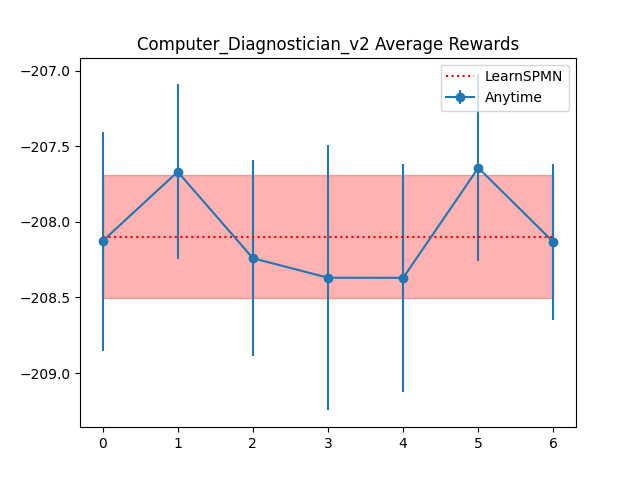 Computer_Diagnostician_v2 Average Rewards
LearnSPMN
Anytime
−207.0
−207.5
−208.0
−208.5
−209.0
0 1 2 3 4 5 6